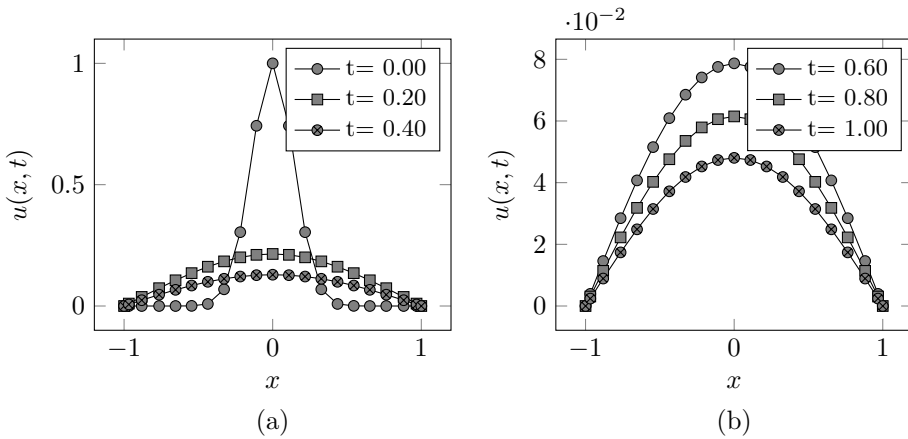 t= 0.00
t= 0.20
t= 0.40
1
0.5
0
−1
0
1
u(x, t)
x
(a)
·10−2
t= 0.60
t= 0.80
t= 1.00
8
6
4
2
0
−1
0
1
u(x, t)
x
(b)